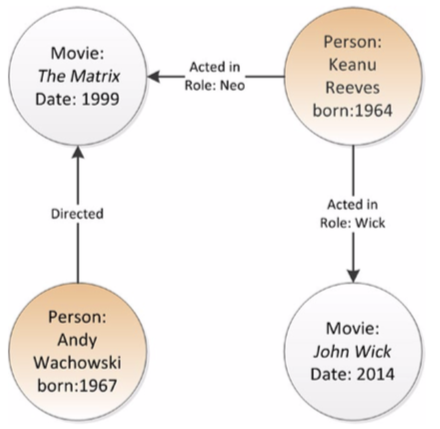 Movie:
The Matrix
Date: 1999
Acted in
Role: Neo
Person:
Keanu
Reeves
born:1964
Directed
Acted in
Role: Wick
Person:
Andy
Wachowski
born:1967
Movie:
John Wick
Date: 2014